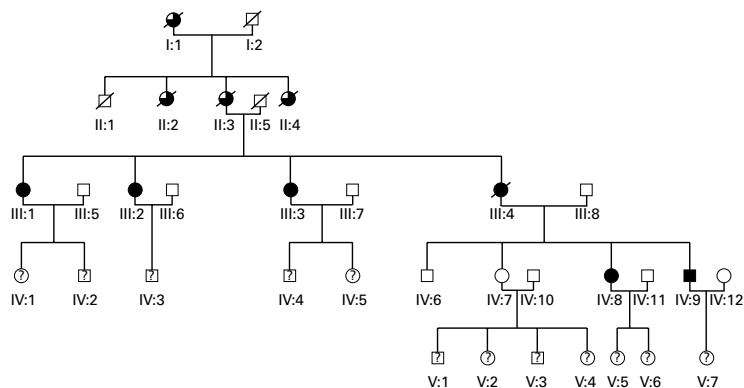 I:1 I:2
II:1 II:2 II:3 II:5 II:4
III:1 III:5 III:2 III:6 III:3 III:7 III:4 III:8
? ? ? ? ?
IV:1 IV:2 IV:3 IV:4 IV:5 IV:6 IV:7 IV:10 IV:8 IV:11 IV:9 IV:12
? ? ? ? ? ? ?
V:1 V:2 V:3 V:4 V:5 V:6 V:7